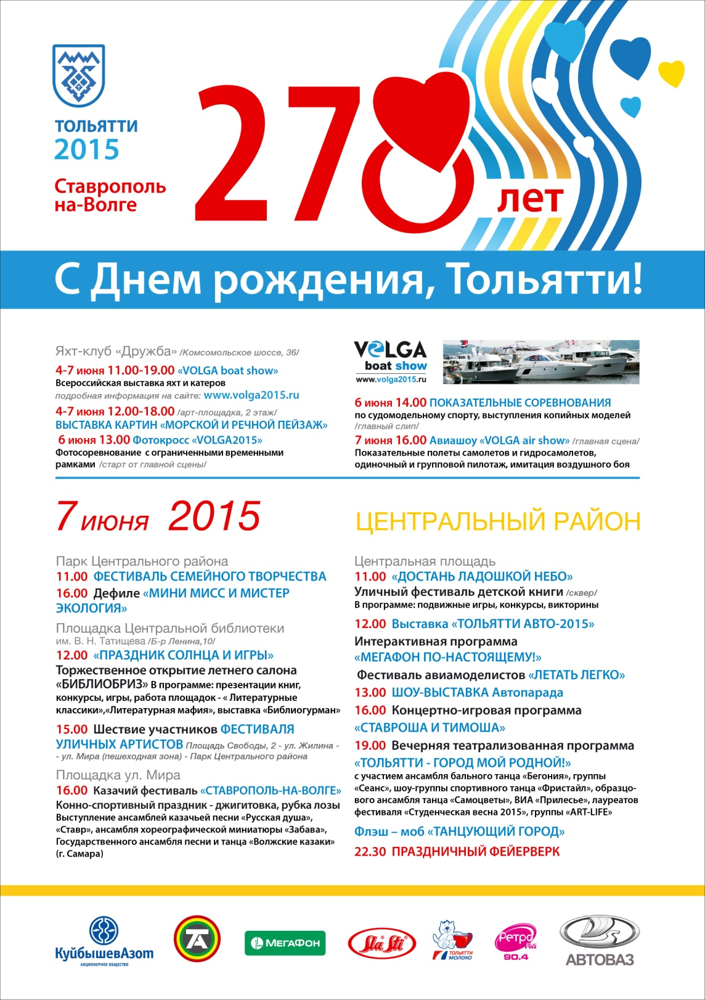 ТОЛЬЯТТИ
2015
Ставрополь
на-Волге
270
лет
С Днем рождения, Тольятти!
Яхт-клуб «Дружба» /Комсомольское шоссе, 36/
4-7 июня 11.00-19.00 «VOLGA boat show»
Всероссийская выставка яхт и катеров
подробная информация на сайте: www.volga2015.ru
4-7 июня 12.00-18.00 /арт-площадка, 2 этаж/
ВЫСТАВКА КАРТИН «МОРСКОЙ И РЕЧНОЙ ПЕЙЗАЖ»
6 июня 13.00 Фотокросс «VOLGA2015»
Фотосоревнование с ограниченными временными
рамками /старт от главной сцены/
VOLGA
boat show
www.volga2015.ru
6 июня 14.00 ПОКАЗАТЕЛЬНЫЕ СОРЕВНОВАНИЯ
по судомодельному спорту, выступления копийных моделей
/главный слип/
7 июня 16.00 Авиашоу «VOLGA air show» /главная сцена/
Показательные полеты самолетов и гидросамолетов,
одиночный и групповой пилотаж, имитация воздушного боя
7 июня 2015
ЦЕНТРАЛЬНЫЙ РАЙОН
Парк Центрального района
11.00 ФЕСТИВАЛЬ СЕМЕЙНОГО ТВОРЧЕСТВА
16.00 Дефиле «МИНИ МИСС И МИСТЕР
ЭКОЛОГИЯ»
Площадка Центральной библиотеки
им. В. Н. Татищева /Б-р Ленина,10/
12.00 «ПРАЗДНИК СОЛНЦА И ИГРЫ»
Торжественное открытие летнего салона
«БИБЛИОБРИЗ» В программе: презентации книг,
конкурсы, игры, работа площадок - « Литературные
классики»,«Литературная мафия», выставка «Библиогурман»
15.00 Шествие участников ФЕСТИВАЛЯ
УЛИЧНЫХ АРТИСТОВ Площадь Свободы, 2 - ул. Жилина -
- ул. Мира (пешеходная зона) - Парк Центрального района
Площадка ул. Мира
16.00 Казачий фестиваль «СТАВРОПОЛЬ-НА-ВОЛГЕ»
Конно-спортивный праздник - джигитовка, рубка лозы
Выступление ансамблей казачьей песни «Русская душа»,
«Ставр», ансамбля хореографической миниатюры «Забава»,
Государственного ансамбля песни и танца «Волжские казаки»
(г. Самара)
Центральная площадь
11.00 «ДОСТАНЬ ЛАДОШКОЙ НЕБО»
Уличный фестиваль детской книги /сквер/
В программе: подвижные игры, конкурсы, викторины
12.00 Выставка «ТОЛЬЯТТИ АВТО-2015»
Интерактивная программа
«МЕГАФОН ПО-НАСТОЯЩЕМУ!»
Фестиваль авиамоделистов «ЛЕТАТЬ ЛЕГКО»
13.00 ШОУ-ВЫСТАВКА Автопарада
16.00 Концертно-игровая программа
«СТАВРОША И ТИМОША»
19.00 Вечерняя театрализованная программа
«ТОЛЬЯТТИ - ГОРОД МОЙ РОДНОЙ!»
с участием ансамбля бального танца «Бегония», группы
«Сеанс», шоу-группы спортивного танца «Фристайл», образцо-
вого ансамбля танца «Самоцветы», ВИА «Прилесье», лауреатов
фестиваля «Студенческая весна 2015», группы «ART-LIFE»
Флэш – моб «ТАНЦУЮЩИЙ ГОРОД»
22.30 ПРАЗДНИЧНЫЙ ФЕЙЕРВЕРК
КуйбышевАзот
АКЦИОНЕРНОЕ ОБЩЕСТВО
ТА
МЕГАФОН
Sla Sti
ТОЛЬЯТТИ
МОЛОКО
Ретро
FM
90.4
АВТОВАЗ